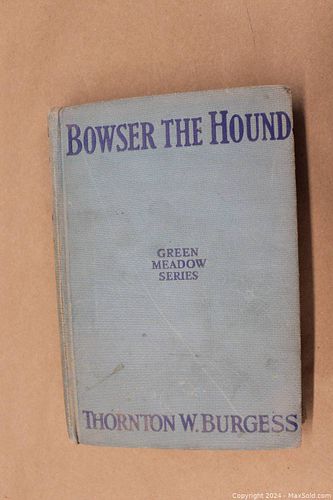 BOWSER THE HOUND
GREEN
MEADOW
SERIES
THORNTON W. BURGESS
Copyright © 2024 - MaxSold.com